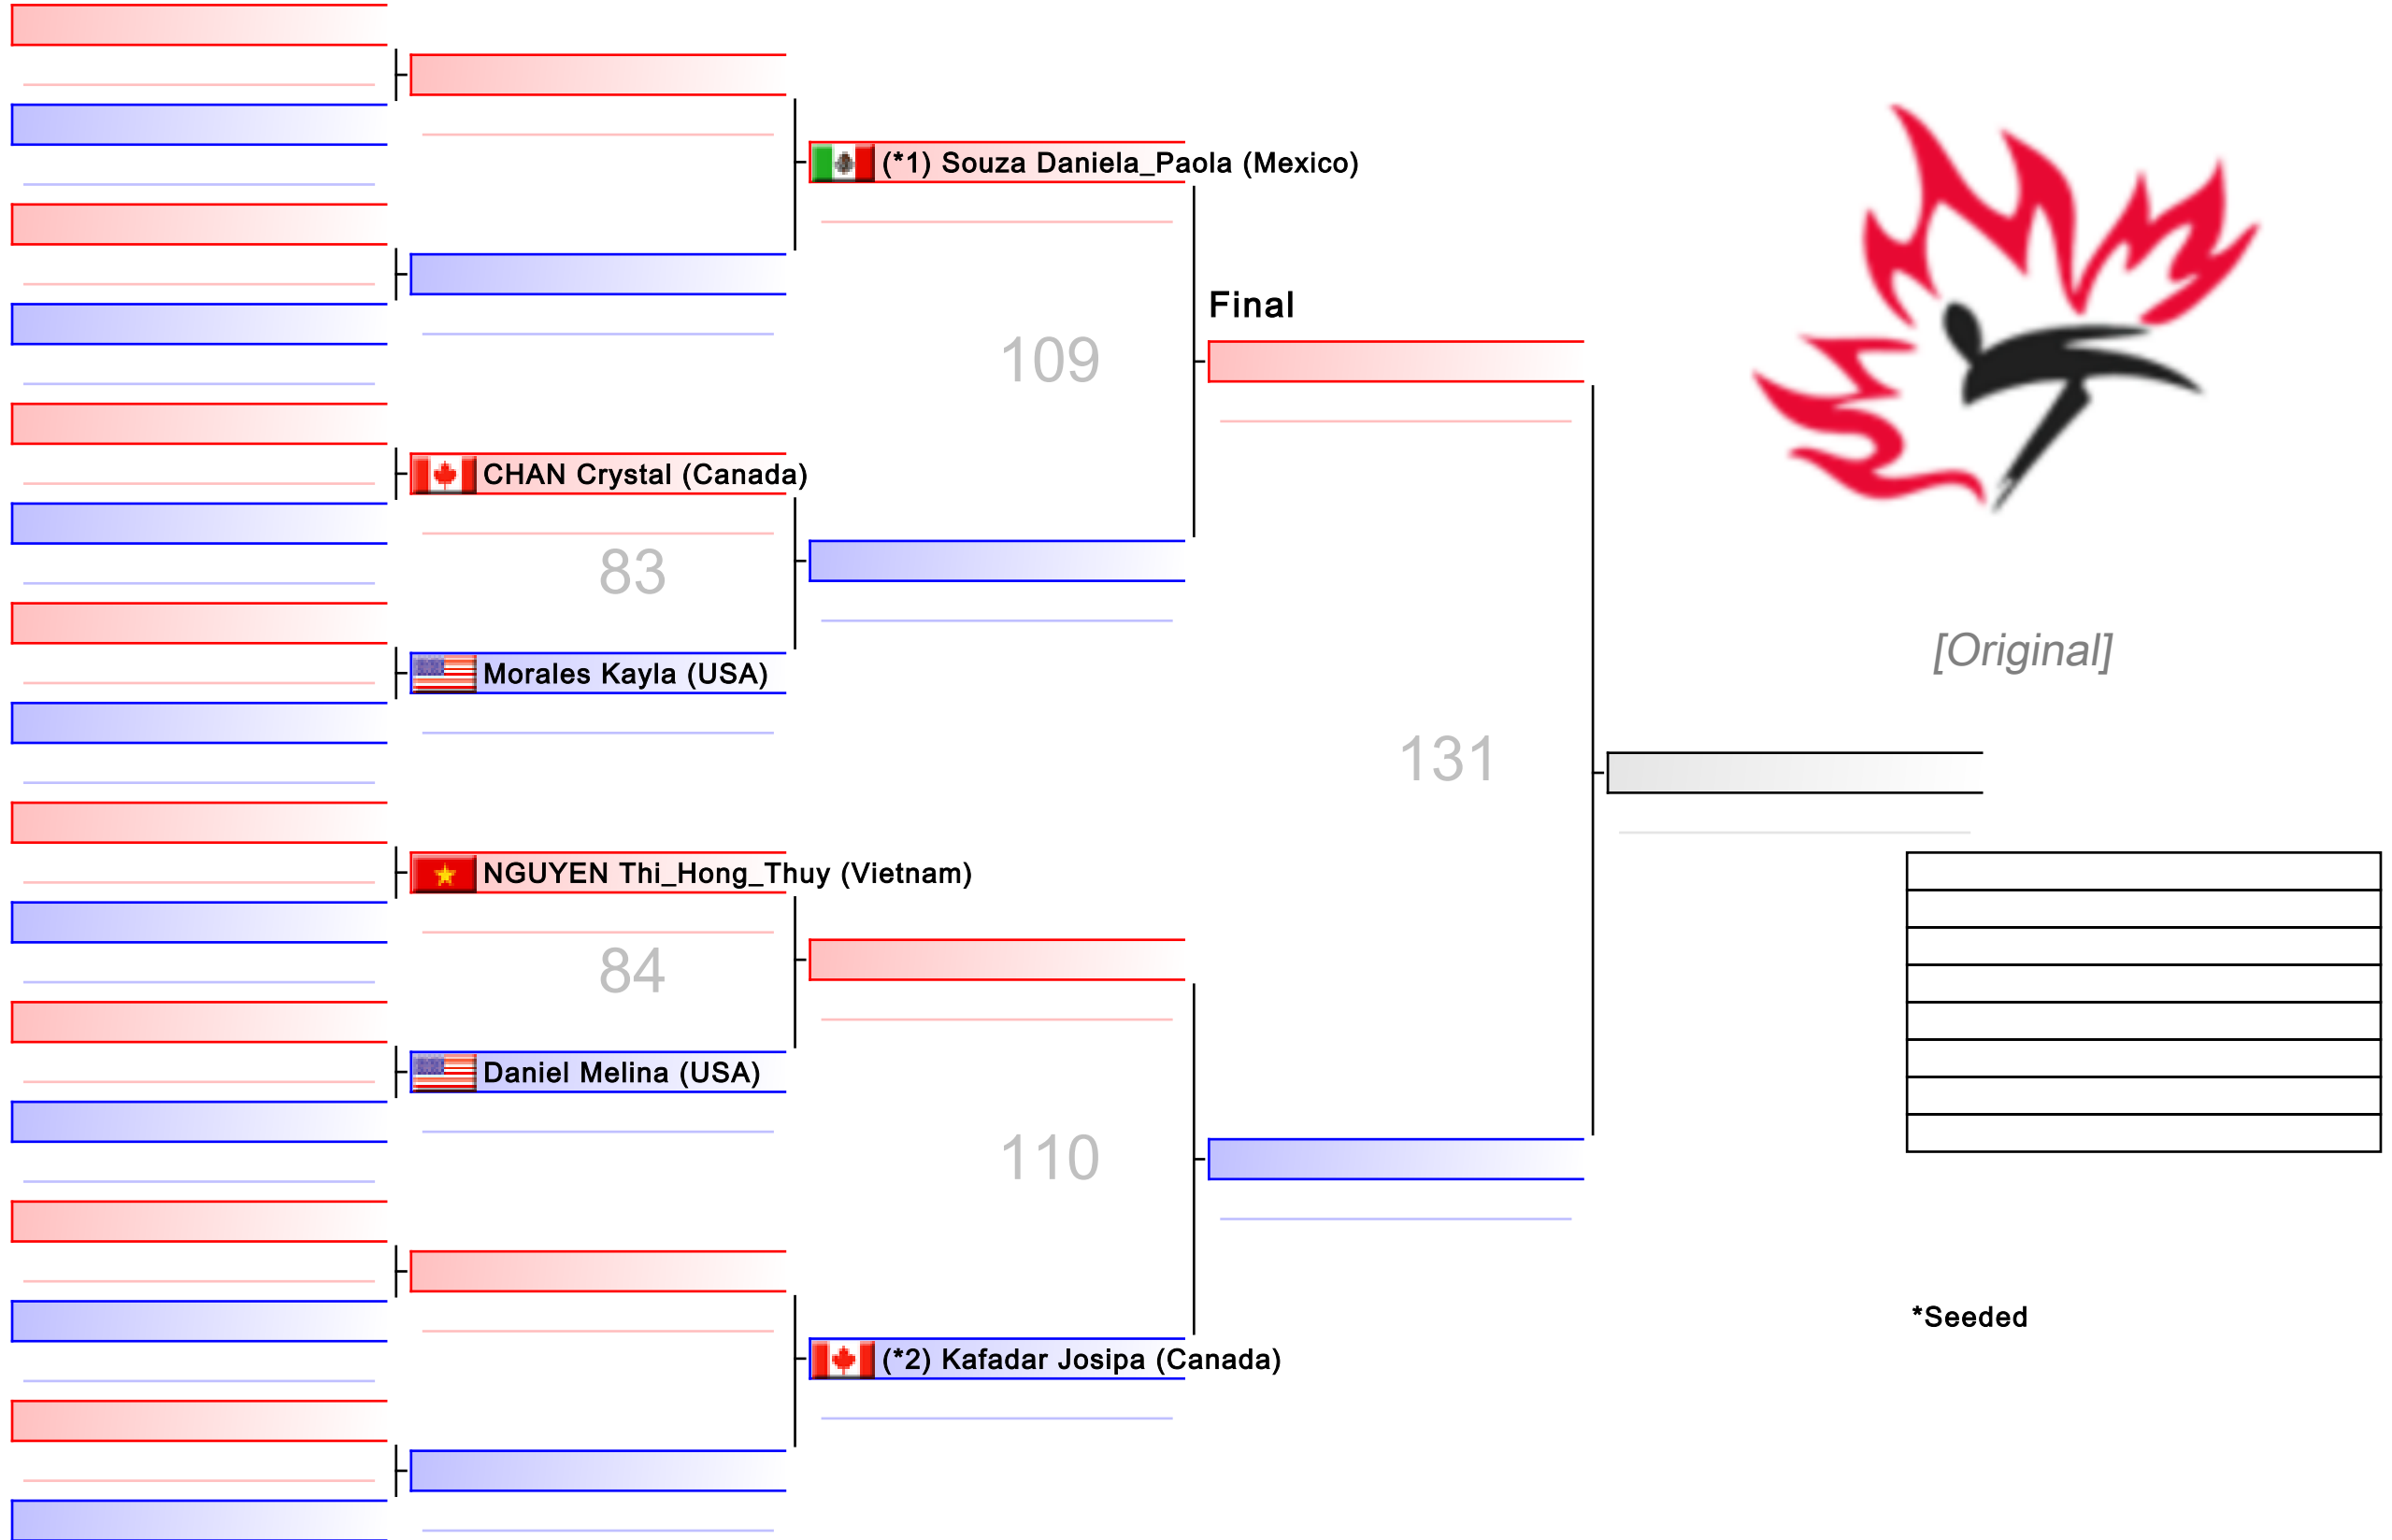 (*1) Souza Daniela_Paola (Mexico)
Final
109
CHAN Crystal (Canada)
83
[Original]
Morales Kayla (USA)
131
NGUYEN Thi_Hong_Thuy (Vietnam)
84
Daniel Melina (USA)
110
*Seeded
(*2) Kafadar Josipa (Canada)